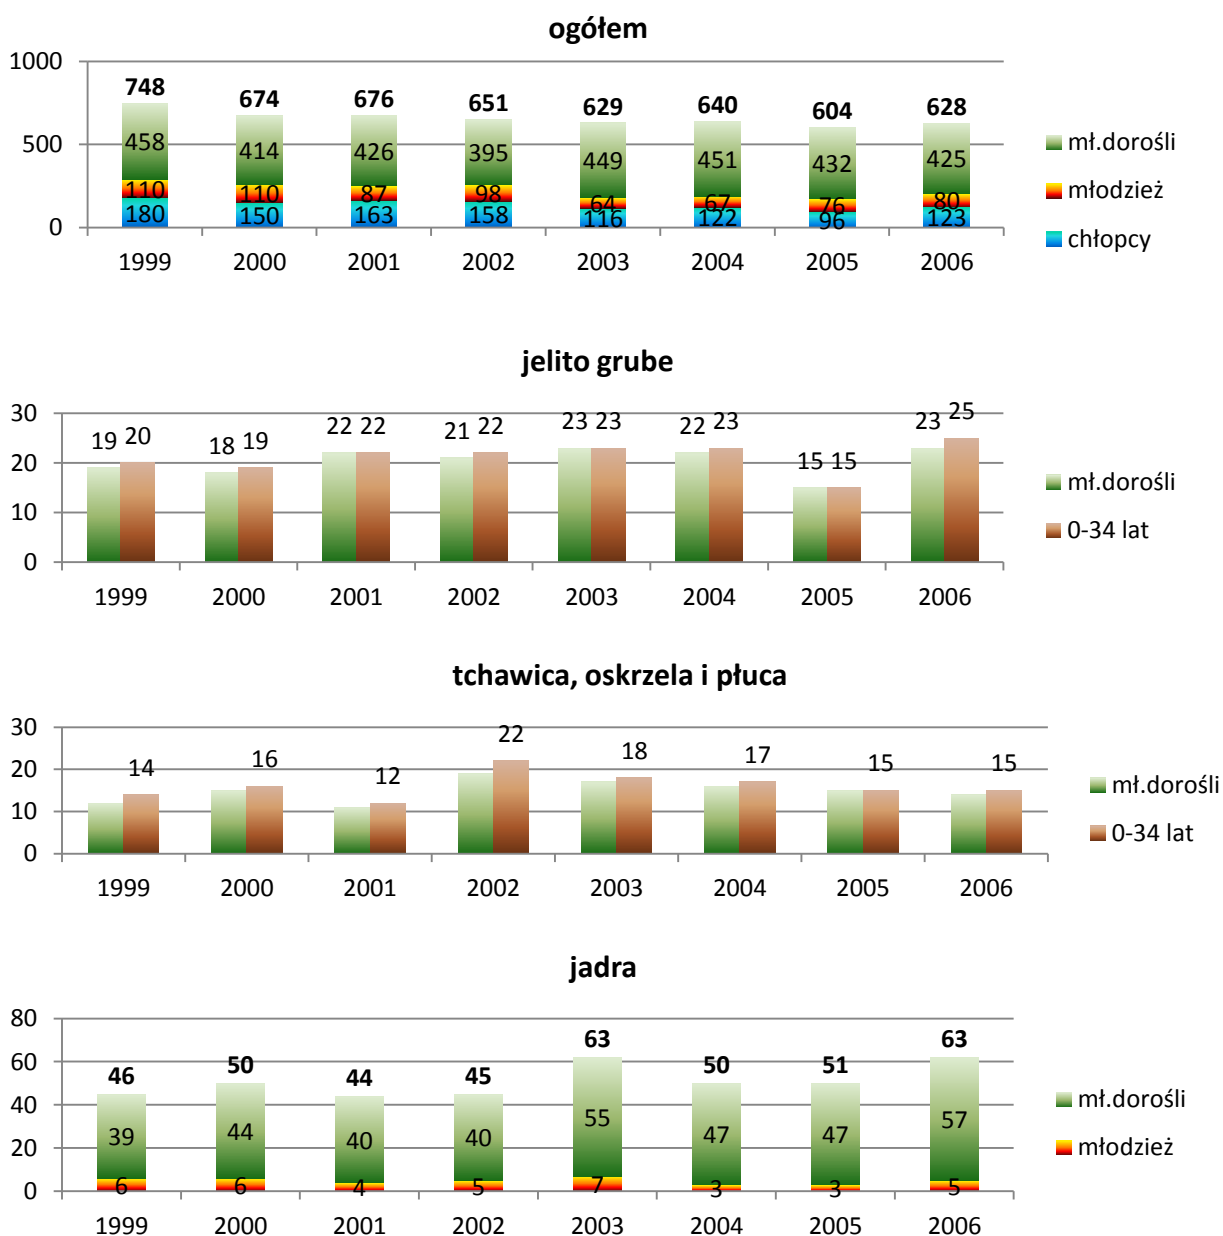 ogółem
1000
500
0
748 674 676 651 629 640 604 628
458 414 426 395 449 451 432 425
110 110 87 98 64 67 76 80
180 150 163 158 116 122 96 123
1999 2000 2001 2002 2003 2004 2005 2006
mł.dorośli
młodzież
chłopcy
jelito grube
30
20
10
0
19 20 18 19 22 22 21 22 23 23 22 23 15 15 23 25
1999 2000 2001 2002 2003 2004 2005 2006
mł.dorośli
0-34 lat
tchawica, oskrzela i płuca
30
20
10
0
14 16 12 22 18 17 15 15
1999 2000 2001 2002 2003 2004 2005 2006
mł.dorośli
0-34 lat
jadra
80
60
40
20
0
46 50 44 45 63 50 51 63
39 44 40 40 55 47 47 57
6 6 4 5 7 3 3 5
1999 2000 2001 2002 2003 2004 2005 2006
mł.dorośli
młodzież